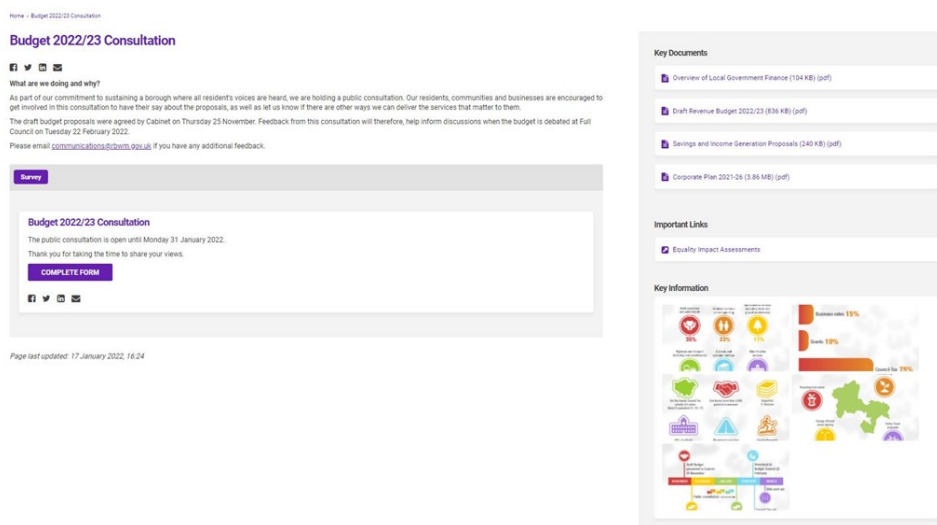 Home » Budget 2022/23 Consultation
Budget 2022/23 Consultation
What are we doing and why?
As part of our commitment to sustaining a borough where all resident's voices are heard, we are holding a public consultation. Our residents, communities and businesses are encouraged to
get involved in this consultation to have their say about the proposals, as well as let us know if there are other ways we can deliver the services that matter to them.
The draft budget proposals were agreed by Cabinet on Thursday 25 November. Feedback from this consultation will therefore, help inform discussions when the budget is debated at Full
Council on Tuesday 22 February 2022.
Please email communications@rbwm.gov.uk if you have any additional feedback.
Survey
Budget 2022/23 Consultation
The public consultation is open until Monday 31 January 2022.
Thank you for taking the time to share your views.
COMPLETE FORM
Page last updated: 17 January 2022, 16:24
Key Documents
Overview of Local Government Finance (104 KB) (pdf)
Draft Revenue Budget 2022/23 (836 KB) (pdf)
Savings and Income Generation Proposals (240 KB) (pdf)
Corporate Plan 2021-26 (3.86 MB) (pdf)
Important Links
Equality Impact Assessments
Key Information
Business rates 15%
Grants 10%
Council Tax 75%